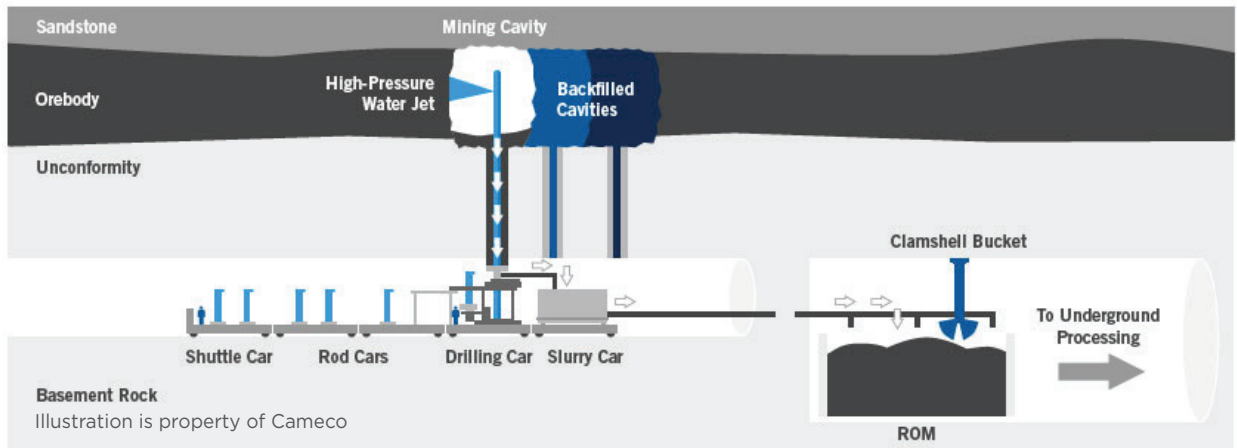 Sandstone
Mining Cavity
High-Pressure
Water Jet
Backfilled
Cavities
Orebody
Unconformity
Clamshell Bucket
To Underground
Processing
Shuttle Car
Rod Cars
Drilling Car
Slurry Car
Basement Rock
Illustration is property of Cameco
ROM